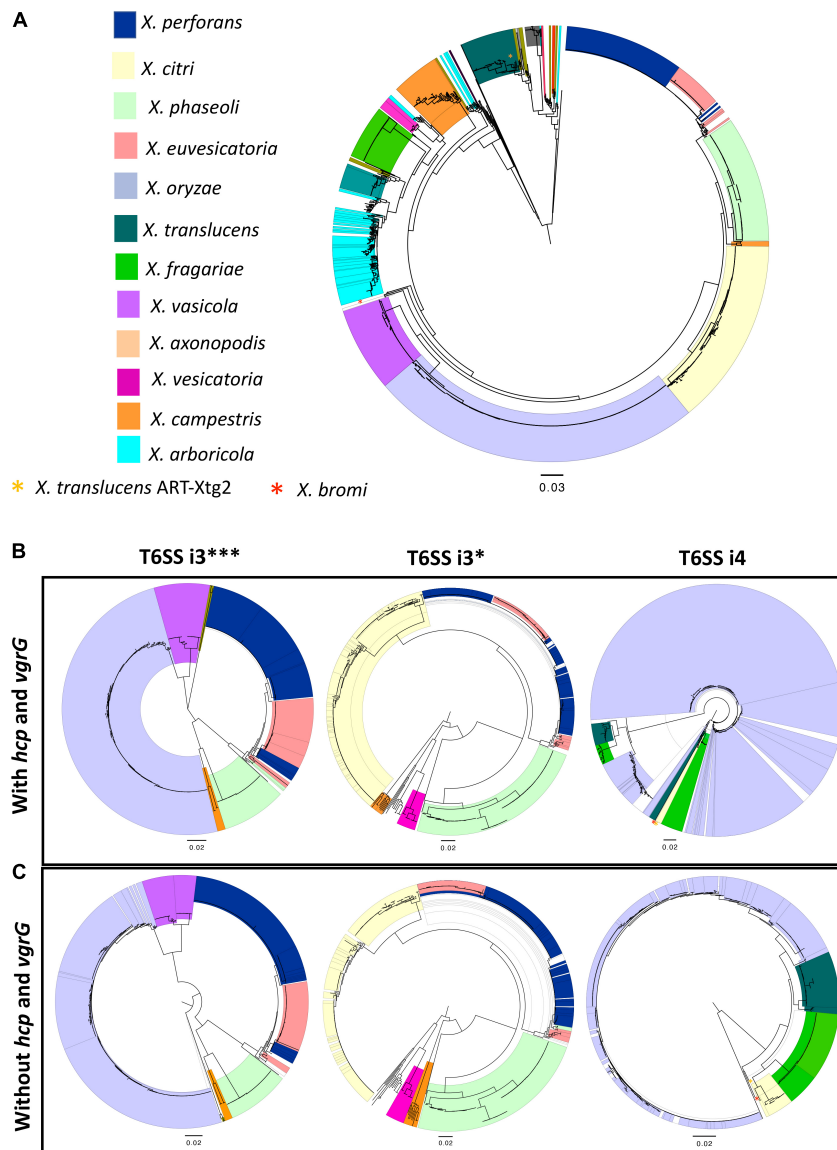 A
X. perforans
X. citri
X. phaseoli
X. euvesicatoria
X. oryzae
X. translucens
X. fragariae
X. vasicola
X. axonopodis
X. vesicatoria
X. campestris
X. arboricola
* X. translucens ART-Xtg2
* X. bromi
0.03
B
T6SS i3***
T6SS i3*
T6SS i4
With hcp and vgrG
0.02
0.02
0.02
C
Without hcp and vgrG
0.02
0.02
0.02